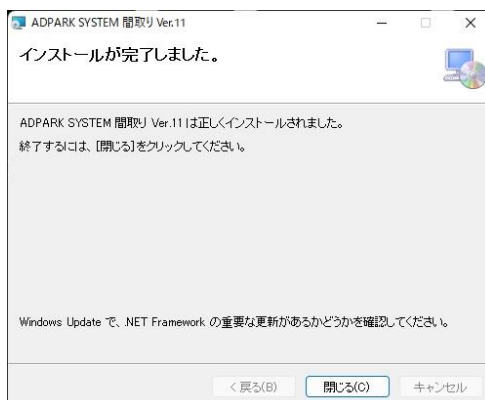 ADPARK SYSTEM 間取り Ver.11
インストールが完了しました。
ADPARK SYSTEM 間取り Ver.11 は正しくインストールされました。
終了するには、[閉じる]をクリックしてください。
Windows Update で、.NET Framework の重要な更新があるかどうかを確認してください。
< 戻る(B)
閉じる(C)
キャンセル